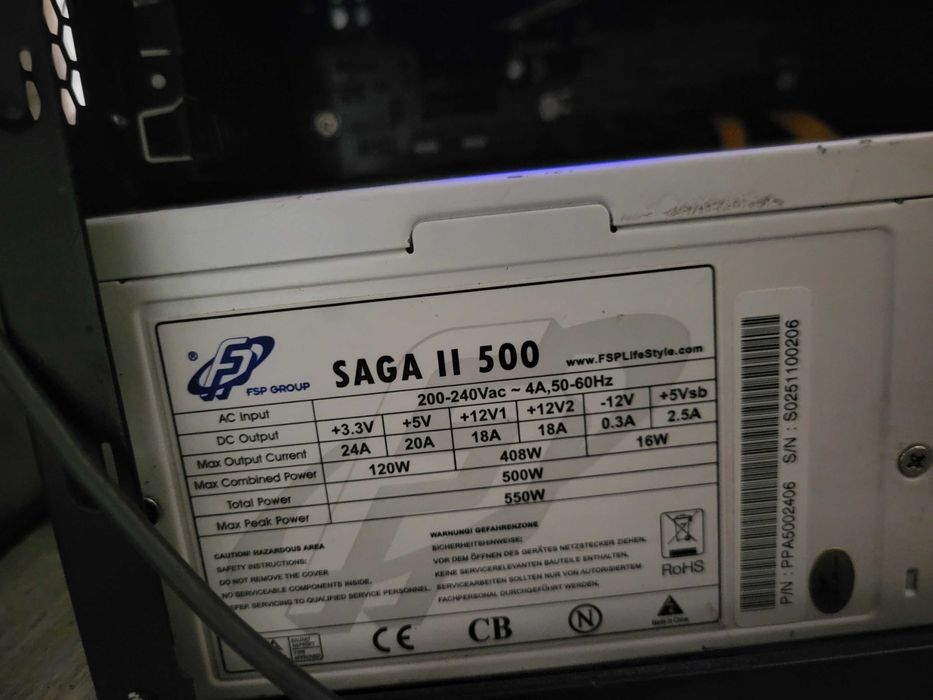 ® FSP GROUP
SAGA II 500
www.FSPLifeStyle.com
AC Input 200-240Vac ~ 4A,50-60Hz
DC Output +3.3V +5V +12V1 +12V2 -12V +5Vsb
Max Output Current 24A 20A 18A 18A 0.3A 2.5A
Max Combined Power 120W 408W 16W
Total Power 500W
Max Peak Power 550W
CAUTION! HAZARDOUS AREA
SAFETY INSTRUCTIONS:
DO NOT REMOVE THE COVER
NO SERVICEABLE COMPONENTS INSIDE,
REFER SERVICING TO QUALIFIED SERVICE PERSONNEL.
WARNUNG! GEFAHRENZONE
SICHERHEITSHINWEISE:
VOR DEM ÖFFNEN DES GERÄTES NETZSTECKER ZIEHEN,
KEINE SERVICERELEVANTEN BAUTEILE ENTHALTEN,
SERVICEARBEITEN SOLLTEN NUR VON AUTORISIERTEM
FACHPERSONAL DURCHGEFÜHRT WERDEN.
RoHS
CE CB N
Made in China
P/N : PPA5002406 S/N : S0251100206